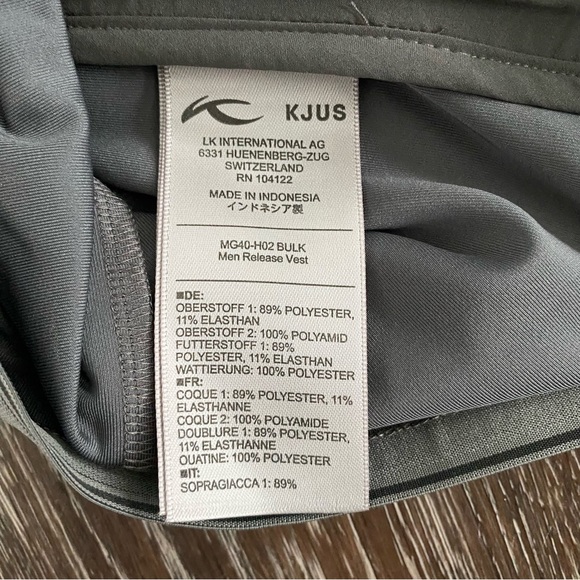 KJUS
LK INTERNATIONAL AG
6331 HUENENBERG-ZUG
SWITZERLAND
RN 104122
MADE IN INDONESIA
インドネシア製
MG40-H02 BULK
Men Release Vest
■DE:
OBERSTOFF 1: 89% POLYESTER,
11% ELASTHAN
OBERSTOFF 2: 100% POLYAMID
FUTTERSTOFF 1: 89%
POLYESTER, 11% ELASTHAN
WATTIERUNG: 100% POLYESTER
■FR:
COQUE 1: 89% POLYESTER, 11%
ELASTHANNE
COQUE 2: 100% POLYAMIDE
DOUBLURE 1: 89% POLYESTER,
11% ELASTHANNE
OUATINE: 100% POLYESTER
■IT:
SOPRAGIACCA 1: 89%